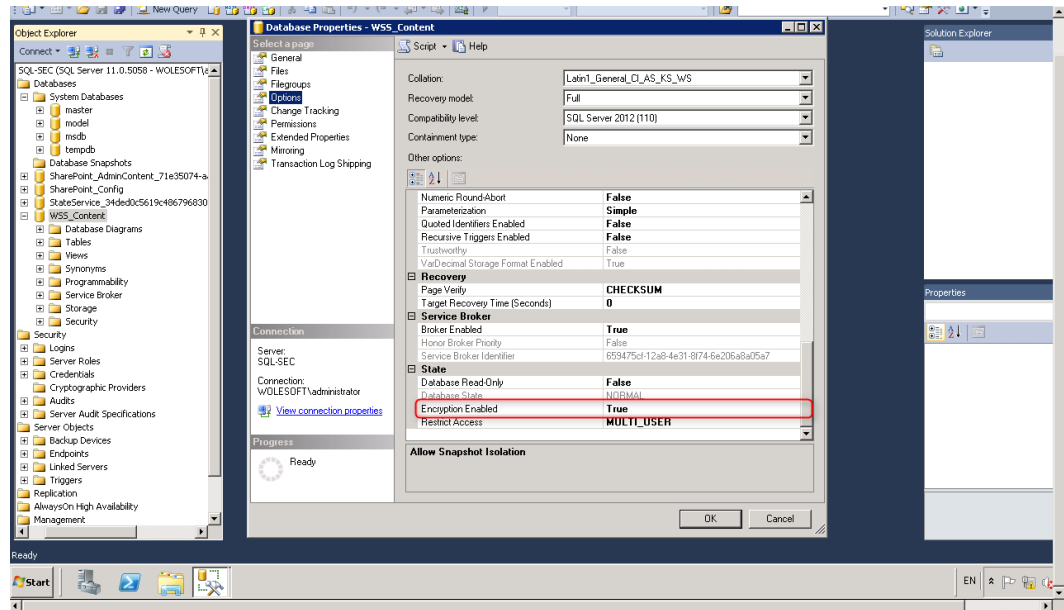 New Query
Object Explorer
Connect
SQL-SEC (SQL Server 11.0.5058 - WOLESOFT\a
Databases
System Databases
master
model
msdb
tempdb
Database Snapshots
SharePoint_AdminContent_71e35074-a
SharePoint_Config
StateService_34ded0c5619c486796830
WSS_Content
Database Diagrams
Tables
Views
Synonyms
Programmability
Service Broker
Storage
Security
Security
Logins
Server Roles
Credentials
Cryptographic Providers
Audits
Server Audit Specifications
Server Objects
Backup Devices
Endpoints
Linked Servers
Triggers
Replication
AlwaysOn High Availability
Management
Database Properties - WSS_Content
Select a page
General
Files
Filegroups
Options
Change Tracking
Permissions
Extended Properties
Mirroring
Transaction Log Shipping
Connection
Server:
SQL-SEC
Connection:
WOLESOFT\administrator
View connection properties
Progress
Ready
Script Help
Collation: Latin1_General_CI_AS_KS_WS
Recovery model: Full
Compatibility level: SQL Server 2012 (110)
Containment type: None
Other options:
Numeric Round-Abort False
Parameterization Simple
Quoted Identifiers Enabled False
Recursive Triggers Enabled False
Trustworthy False
VarDecimal Storage Format Enabled True
Recovery
Page Verify CHECKSUM
Target Recovery Time (Seconds) 0
Service Broker
Broker Enabled True
Honor Broker Priority False
Service Broker Identifier 659475cf-12a8-4e31-8f74-6e206a8a05a7
State
Database Read-Only False
Database State NORMAL
Encryption Enabled True
Restrict Access MULTI_USER
Allow Snapshot Isolation
OK Cancel
Solution Explorer
Properties
Ready
Start
EN